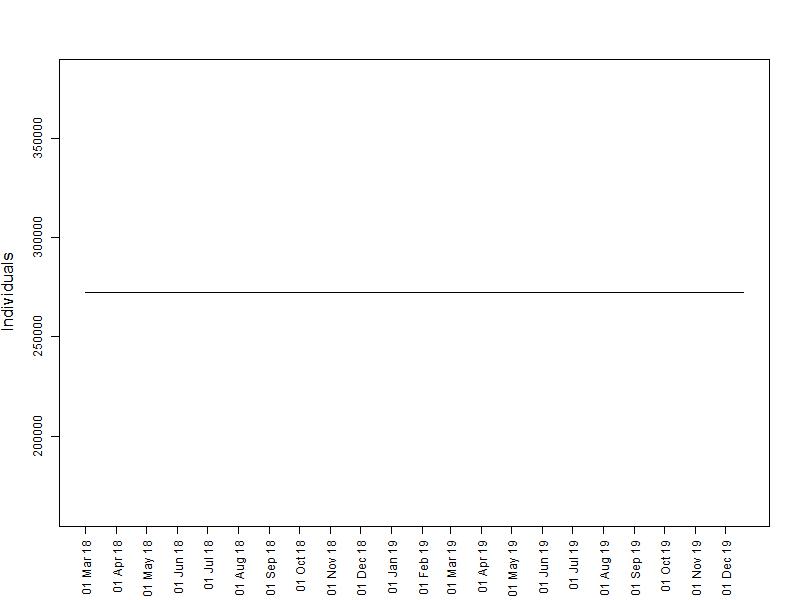 Individuals
350000
300000
250000
200000
01 Mar 18
01 Apr 18
01 May 18
01 Jun 18
01 Jul 18
01 Aug 18
01 Sep 18
01 Oct 18
01 Nov 18
01 Dec 18
01 Jan 19
01 Feb 19
01 Mar 19
01 Apr 19
01 May 19
01 Jun 19
01 Jul 19
01 Aug 19
01 Sep 19
01 Oct 19
01 Nov 19
01 Dec 19